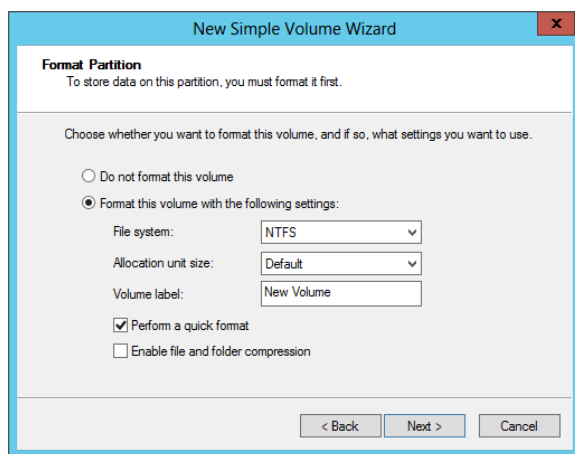 New Simple Volume Wizard
x
Format Partition
To store data on this partition, you must format it first.
Choose whether you want to format this volume, and if so, what settings you want to use.
Do not format this volume
Format this volume with the following settings:
File system: NTFS
Allocation unit size: Default
Volume label: New Volume
Perform a quick format
Enable file and folder compression
< Back Next > Cancel